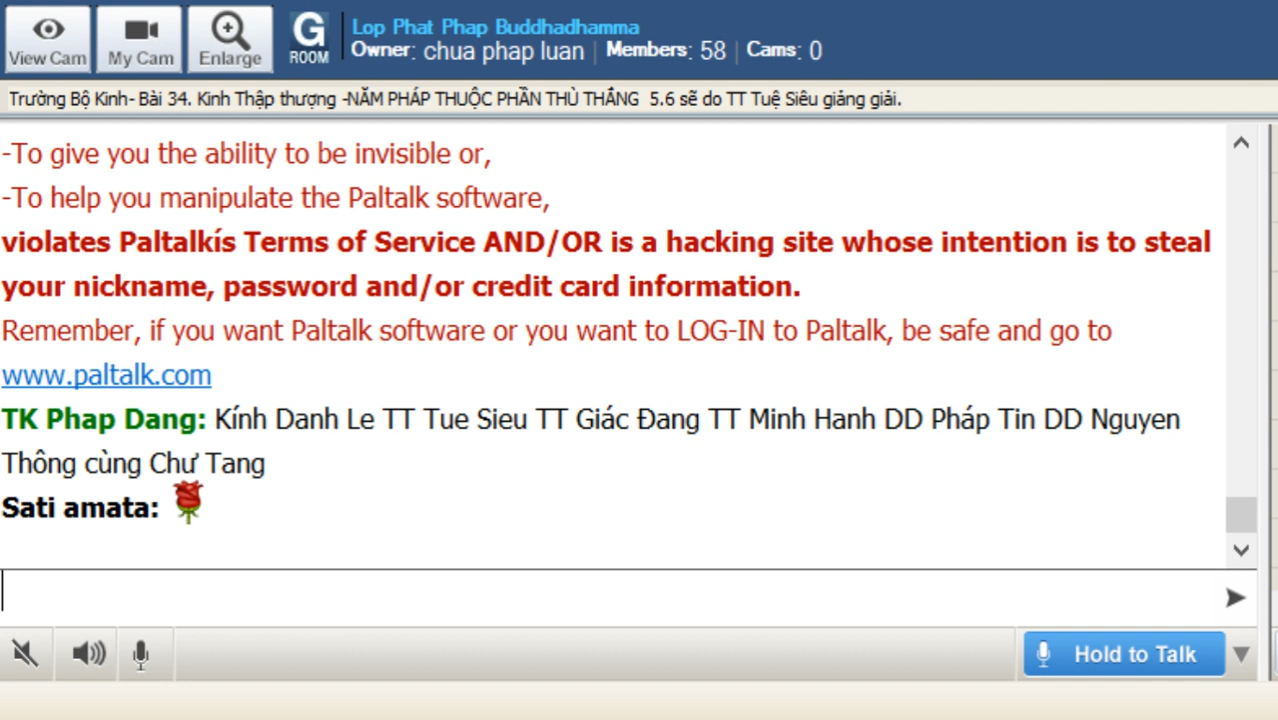 View Cam
My Cam
Enlarge
G
ROOM
Lop Phat Phap Buddhadhamma
Owner: chua phap luan | Members: 58 | Cams: 0
Trường Bộ Kinh- Bài 34. Kinh Thập thượng -NĂM PHÁP THUỘC PHẦN THÙ THẮNG 5.6 sẽ do TT Tuệ Siêu giảng giải.
-To give you the ability to be invisible or,
-To help you manipulate the Paltalk software,
violates Paltalkís Terms of Service AND/OR is a hacking site whose intention is to steal
your nickname, password and/or credit card information.
Remember, if you want Paltalk software or you want to LOG-IN to Paltalk, be safe and go to
www.paltalk.com
TK Phap Dang: Kính Danh Le TT Tue Sieu TT Giác Đang TT Minh Hanh DD Pháp Tin DD Nguyen
Thông cùng Chư Tang
Sati amata:
Hold to Talk